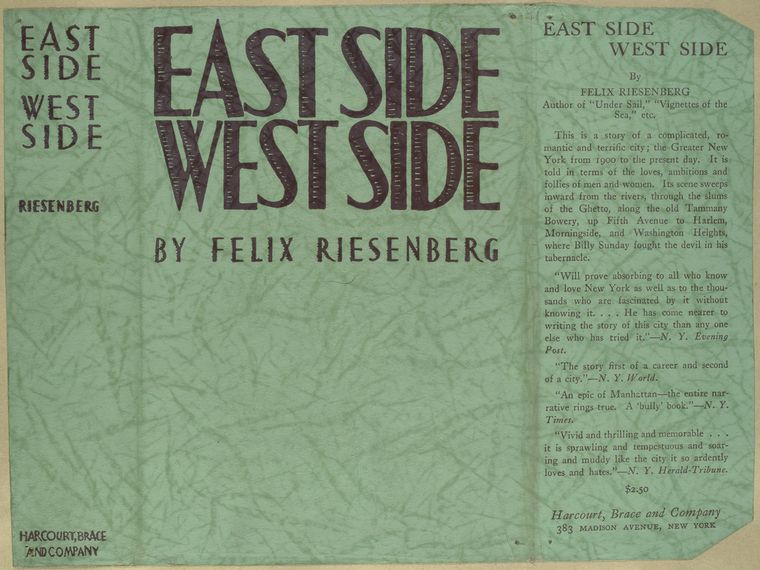 EAST
SIDE
WEST
SIDE
RIESENBERG
HARCOURT, BRACE
AND COMPANY
EAST SIDE
WEST SIDE
BY FELIX RIESENBERG
EAST SIDE
WEST SIDE
By
FELIX RIESENBERG
Author of "Under Sail," "Vignettes of the
Sea," etc.
This is a story of a complicated, ro-
mantic and terrific city; the Greater New
York from 1900 to the present day. It is
told in terms of the loves, ambitions and
follies of men and women. Its scene sweeps
inward from the rivers, through the slums
of the Ghetto, along the old Tammany
Bowery, up Fifth Avenue to Harlem,
Morningside, and Washington Heights,
where Billy Sunday fought the devil in his
tabernacle.
"Will prove absorbing to all who know
and love New York as well as to the thou-
sands who are fascinated by it without
knowing it. . . . He has come nearer to
writing the story of this city than any one
else who has tried it."—N. Y. Evening
Post.
"The story first of a career and second
of a city."—N. Y. World.
"An epic of Manhattan—the entire nar-
rative rings true. A 'bully' book."—N. Y.
Times.
"Vivid and thrilling and memorable . . .
it is sprawling and tempestuous and soar-
ing and muddy like the city it so ardently
loves and hates."—N. Y. Herald-Tribune.
$2.50
Harcourt, Brace and Company
383 MADISON AVENUE, NEW YORK